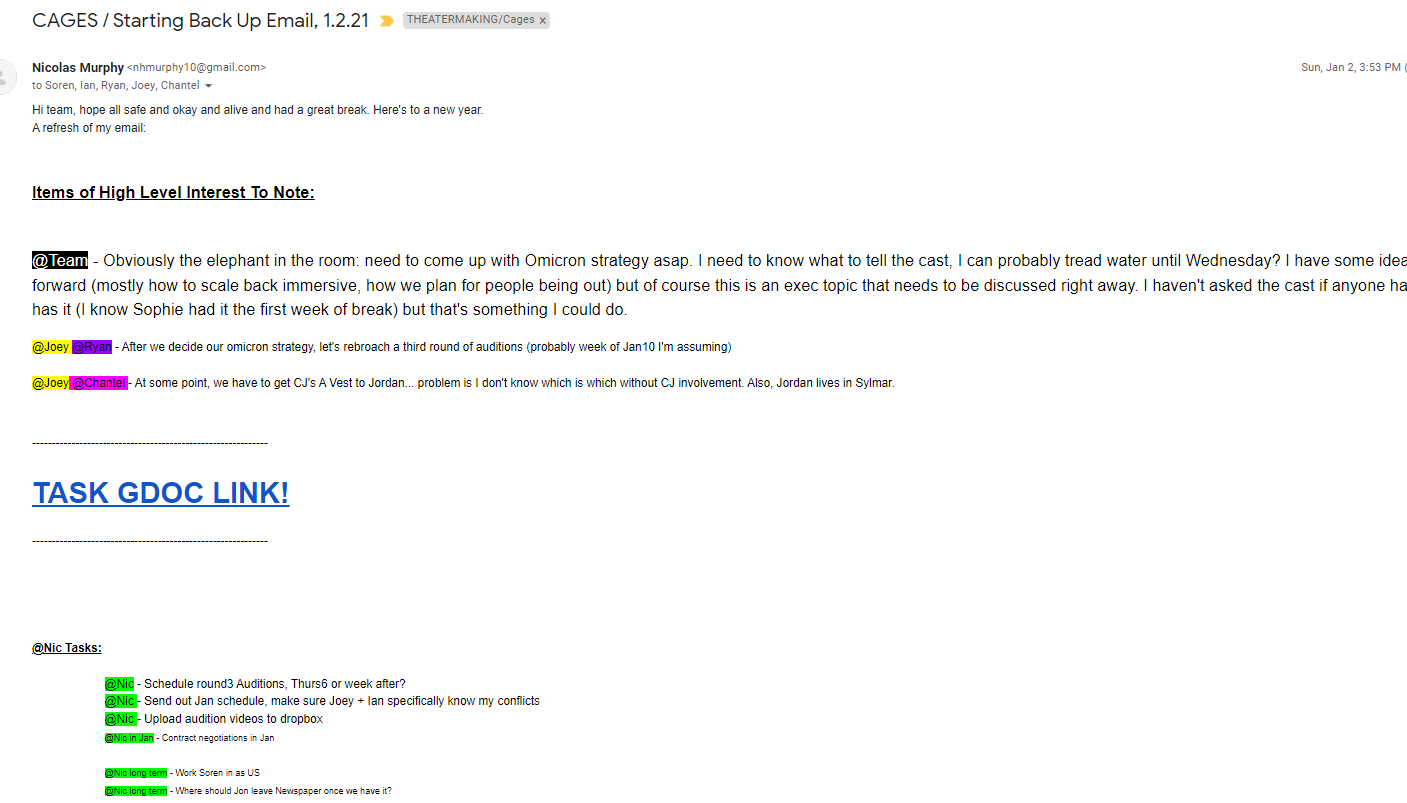 CAGES / Starting Back Up Email, 1.2.21 THEATERMAKING/Cages x
Nicolas Murphy <nhmurphy10@gmail.com> Sun, Jan 2, 3:53 PM (
to Soren, Ian, Ryan, Joey, Chantel
Hi team, hope all safe and okay and alive and had a great break. Here's to a new year.
A refresh of my email:
Items of High Level Interest To Note:
@Team - Obviously the elephant in the room: need to come up with Omicron strategy asap. I need to know what to tell the cast, I can probably tread water until Wednesday? I have some idea
forward (mostly how to scale back immersive, how we plan for people being out) but of course this is an exec topic that needs to be discussed right away. I haven't asked the cast if anyone ha
has it (I know Sophie had it the first week of break) but that's something I could do.
@Joey @Ryan - After we decide our omicron strategy, let's rebroach a third round of auditions (probably week of Jan10 I'm assuming)
@Joey @Chantel - At some point, we have to get CJ's A Vest to Jordan... problem is I don't know which is which without CJ involvement. Also, Jordan lives in Sylmar.
------------------------------------------------------------
TASK GDOC LINK!
------------------------------------------------------------
@Nic Tasks:
@Nic - Schedule round3 Auditions, Thurs6 or week after?
@Nic - Send out Jan schedule, make sure Joey + Ian specifically know my conflicts
@Nic - Upload audition videos to dropbox
@Nic in Jan - Contract negotiations in Jan
@Nic long term - Work Soren in as US
@Nic long term - Where should Jon leave Newspaper once we have it?